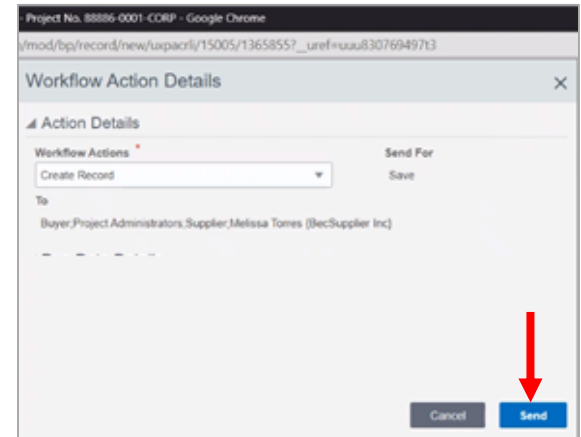 - Project No. 88886-0001-CORP - Google Chrome
/mod/bp/record/new/uxpacrli/15005/1365855?__uref=uuu830769497t3
Workflow Action Details
Action Details
Workflow Actions *
Send For
Create Record
Save
To
Buyer,Project Administrators,Supplier,Melissa Torres (BecSupplier Inc)
Cancel
Send